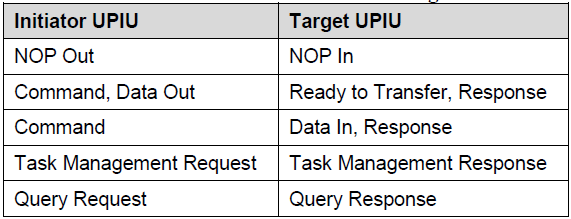 Initiator UPIU Target UPIU
NOP Out NOP In
Command, Data Out Ready to Transfer, Response
Command Data In, Response
Task Management Request Task Management Response
Query Request Query Response